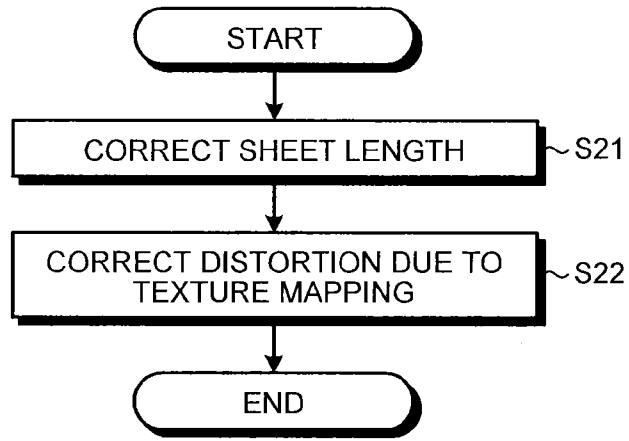 START
CORRECT SHEET LENGTH
S21
CORRECT DISTORTION DUE TO
TEXTURE MAPPING
S22
END